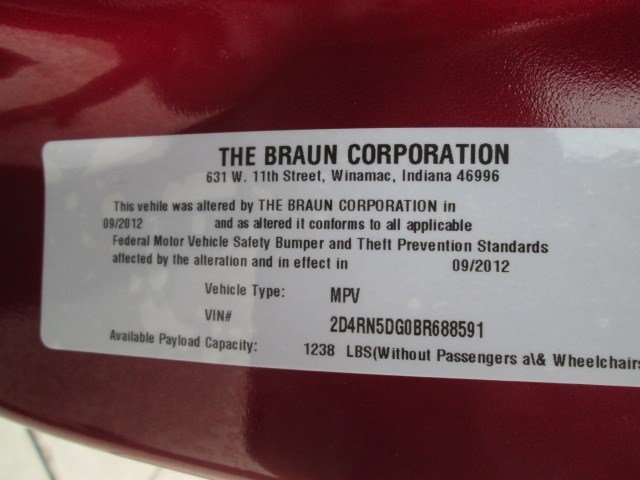 THE BRAUN CORPORATION
631 W. 11th Street, Winamac, Indiana 46996
This vehile was altered by THE BRAUN CORPORATION in
09/2012 and as altered it conforms to all applicable
Federal Motor Vehicle Safety Bumper and Theft Prevention Standards
affected by the alteration and in effect in 09/2012
Vehicle Type: MPV
VIN# 2D4RN5DG0BR688591
Available Payload Capacity: 1238 LBS(Without Passengers a\& Wheelchairs